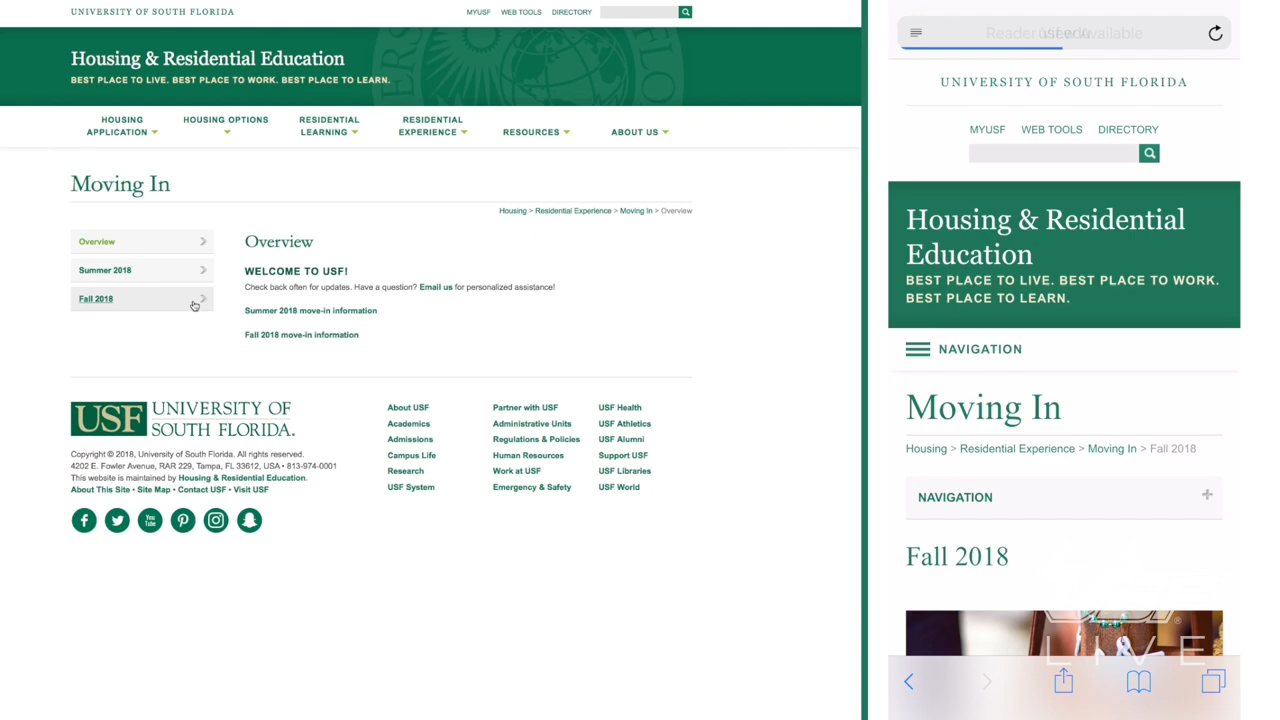 UNIVERSITY OF SOUTH FLORIDA
MYUSF WEB TOOLS DIRECTORY
Housing & Residential Education
BEST PLACE TO LIVE. BEST PLACE TO WORK. BEST PLACE TO LEARN.
HOUSING APPLICATION
HOUSING OPTIONS
RESIDENTIAL LEARNING
RESIDENTIAL EXPERIENCE
RESOURCES
ABOUT US
Moving In
Housing > Residential Experience > Moving In > Overview
Overview
Summer 2018
Fall 2018
Overview
WELCOME TO USF!
Check back often for updates. Have a question? Email us for personalized assistance!
Summer 2018 move-in information
Fall 2018 move-in information
USF UNIVERSITY OF
SOUTH FLORIDA.
Copyright © 2018, University of South Florida. All rights reserved.
4202 E. Fowler Avenue, RAR 229, Tampa, FL 33612, USA • 813-974-0001
This website is maintained by Housing & Residential Education.
About This Site • Site Map • Contact USF • Visit USF
You Tube
About USF
Academics
Admissions
Campus Life
Research
USF System
Partner with USF
Administrative Units
Regulations & Policies
Human Resources
Work at USF
Emergency & Safety
USF Health
USF Athletics
USF Alumni
Support USF
USF Libraries
USF World
UNIVERSITY OF SOUTH FLORIDA
MYUSF WEB TOOLS DIRECTORY
Housing & Residential
Education
BEST PLACE TO LIVE. BEST PLACE TO WORK.
BEST PLACE TO LEARN.
NAVIGATION
Moving In
Housing > Residential Experience > Moving In > Fall 2018
NAVIGATION
Fall 2018
LIVE